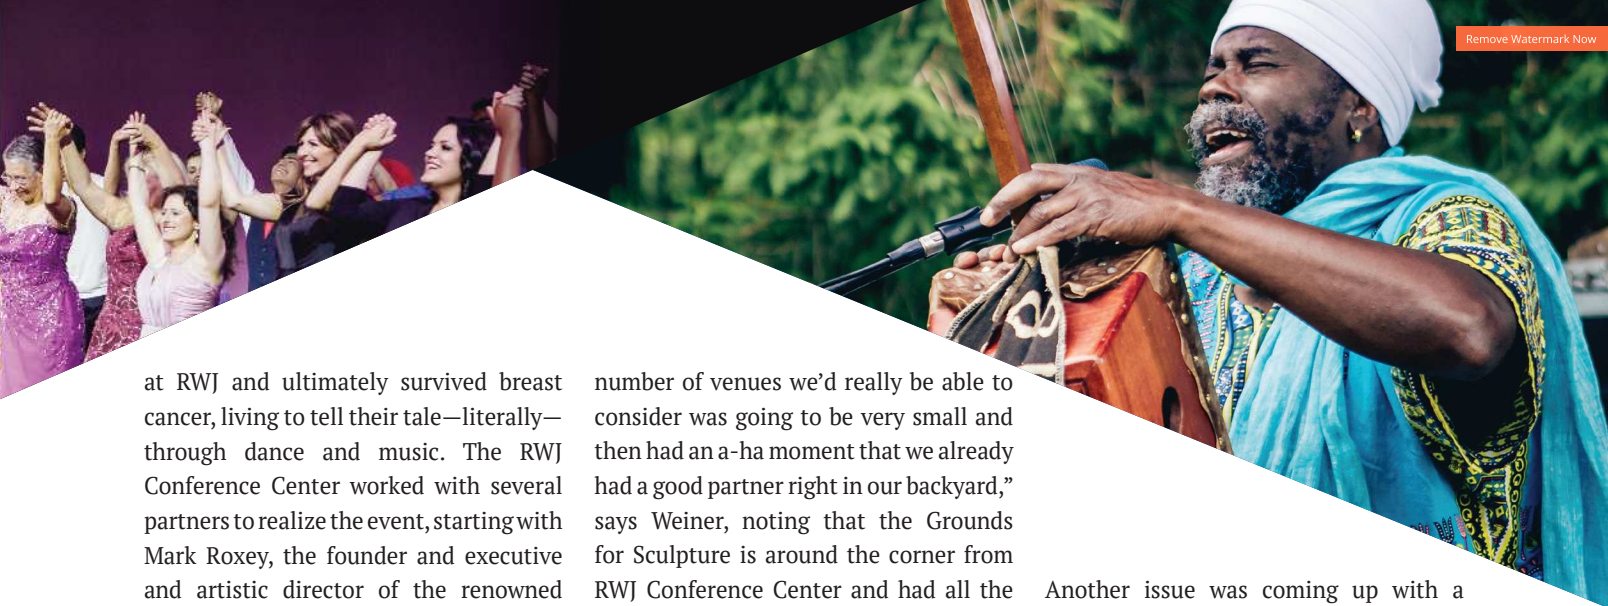 Remove Watermark Now
at RWJ and ultimately survived breast
cancer, living to tell their tale—literally—
through dance and music. The RWJ
Conference Center worked with several
partners to realize the event, starting with
Mark Roxey, the founder and executive
and artistic director of the renowned
number of venues we’d really be able to
consider was going to be very small and
then had an a-ha moment that we already
had a good partner right in our backyard,”
says Weiner, noting that the Grounds
for Sculpture is around the corner from
RWJ Conference Center and had all the
Another issue was coming up with a